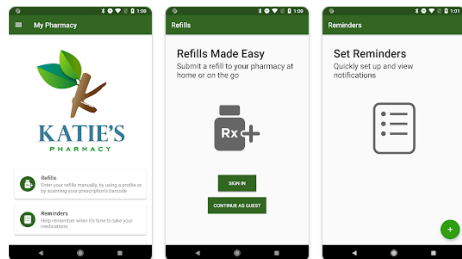 1:09
My Pharmacy
KATIE'S
PHARMACY
Refills
Enter your refills manually, by using a profile or
by scanning your prescription's barcode
Reminders
Help remember when it's time to take your
medications
1:09
Refills
Refills Made Easy
Submit a refill to your pharmacy at
home or on the go
Rx+
SIGN IN
CONTINUE AS GUEST
1:01
Reminders
Set Reminders
Quickly set up and view
notifications
+